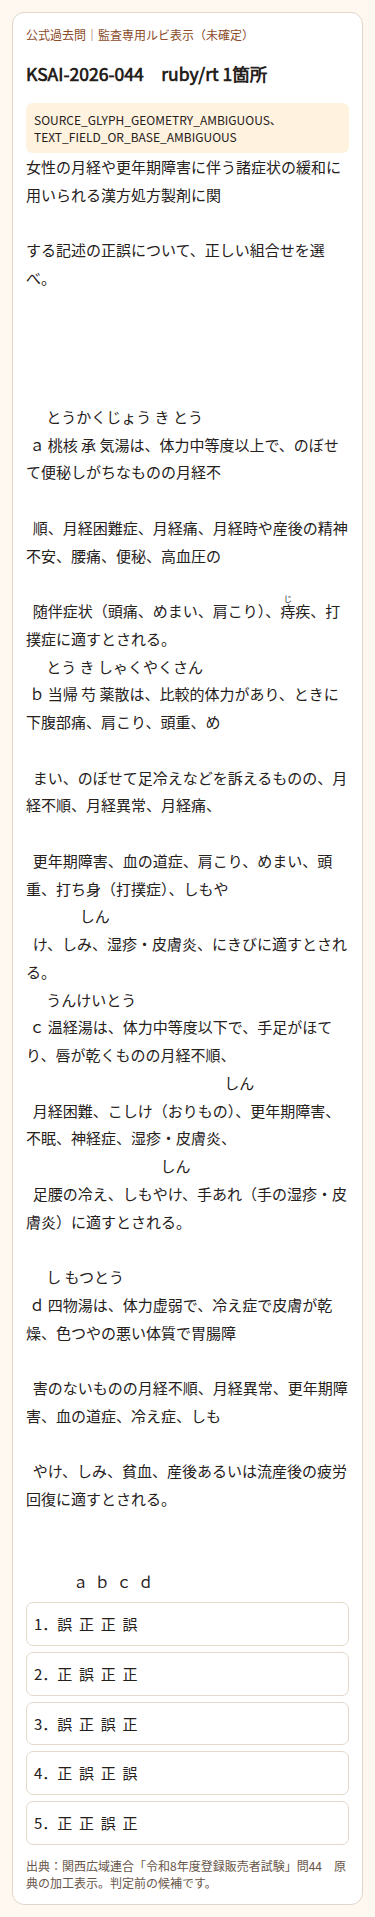 公式過去問｜監査専用ルビ表示（未確定）
KSAI-2026-044　ruby/rt 1箇所
SOURCE_GLYPH_GEOMETRY_AMBIGUOUS、
TEXT_FIELD_OR_BASE_AMBIGUOUS
女性の月経や更年期障害に伴う諸症状の緩和に
用いられる漢方処方製剤に関
する記述の正誤について、正しい組合せを選
べ。
とうかくじょう き とう
ａ 桃核 承 気湯は、体力中等度以上で、のぼせ
て便秘しがちなものの月経不
順、月経困難症、月経痛、月経時や産後の精神
不安、腰痛、便秘、高血圧の
じ
随伴症状（頭痛、めまい、肩こり）、痔疾、打
撲症に適すとされる。
とう き しゃくやくさん
ｂ 当帰 芍 薬散は、比較的体力があり、ときに
下腹部痛、肩こり、頭重、め
まい、のぼせて足冷えなどを訴えるものの、月
経不順、月経異常、月経痛、
更年期障害、血の道症、肩こり、めまい、頭
重、打ち身（打撲症）、しもや
しん
け、しみ、湿疹・皮膚炎、にきびに適すとされ
る。
うんけいとう
ｃ 温経湯は、体力中等度以下で、手足がほて
り、唇が乾くものの月経不順、
しん
月経困難、こしけ（おりもの）、更年期障害、
不眠、神経症、湿疹・皮膚炎、
しん
足腰の冷え、しもやけ、手あれ（手の湿疹・皮
膚炎）に適すとされる。
し もつとう
ｄ 四物湯は、体力虚弱で、冷え症で皮膚が乾
燥、色つやの悪い体質で胃腸障
害のないものの月経不順、月経異常、更年期障
害、血の道症、冷え症、しも
やけ、しみ、貧血、産後あるいは流産後の疲労
回復に適すとされる。
ａ ｂ ｃ ｄ
1. 誤 正 正 誤
2. 正 誤 正 正
3. 誤 正 誤 正
4. 正 誤 正 誤
5. 正 正 誤 正
出典：関西広域連合「令和8年度登録販売者試験」問44　原
典の加工表示。判定前の候補です。